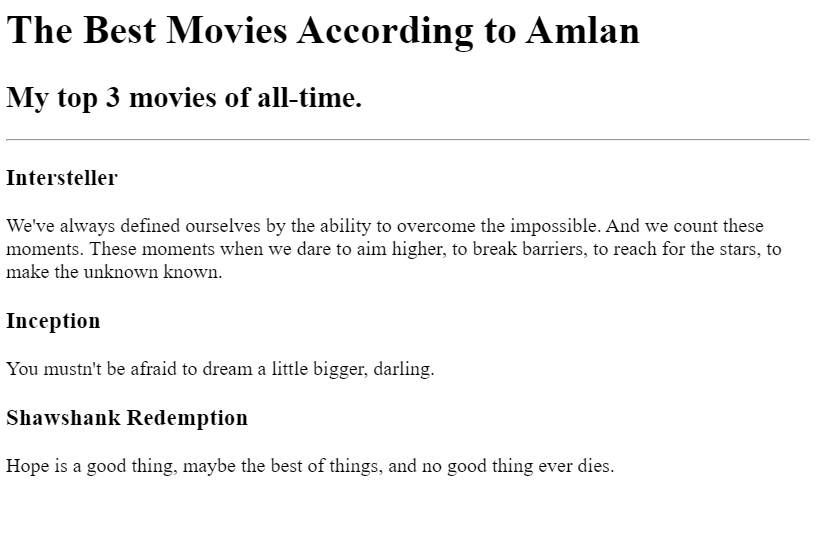 The Best Movies According to Amlan
My top 3 movies of all-time.
Intersteller
We've always defined ourselves by the ability to overcome the impossible. And we count these
moments. These moments when we dare to aim higher, to break barriers, to reach for the stars, to
make the unknown known.
Inception
You mustn't be afraid to dream a little bigger, darling.
Shawshank Redemption
Hope is a good thing, maybe the best of things, and no good thing ever dies.